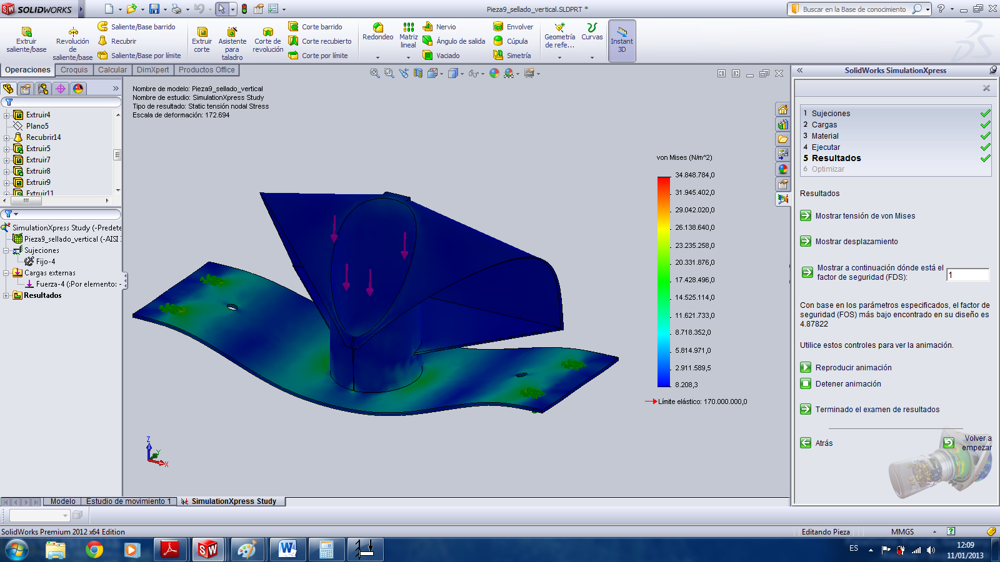 SOLIDWORKS
Pieza9_sellado_vertical.SLDPRT *
Buscar en la Base de conocimiento
Extruir
saliente/base
Revolución
de
saliente/base
Saliente/Base barrido
Recubrir
Saliente/Base por límite
Extruir
corte
Asistente
para
taladro
Corte de
revolución
Corte barrido
Corte recubierto
Corte por límite
Redondeo
Matriz
lineal
Nervio
Ángulo de salida
Vaciado
Envolver
Cúpula
Simetría
Geometría
de refe...
Curvas
Instant
3D
Operaciones
Croquis
Calcular
DimXpert
Productos Office
Extruir4
Plano5
Recubrir14
Extruir5
Extruir7
Extruir8
Extruir9
Extruir11
SimulationXpress Study (-Predete
Pieza9_sellado_vertical (-AISI
Sujeciones
Fijo-4
Cargas externas
Fuerza-4 (:Por elemento: -
Resultados
Nombre de modelo: Pieza9_sellado_vertical
Nombre de estudio: SimulationXpress Study
Tipo de resultado: Static tensión nodal Stress
Escala de deformación: 172.694
von Mises (N/m^2)
34.848.784,0
31.945.402,0
29.042.020,0
26.138.640,0
23.235.258,0
20.331.876,0
17.428.496,0
14.525.114,0
11.621.733,0
8.718.352,0
5.814.971,0
2.911.589,5
8.208,3
Límite elástico: 170.000.000,0
Z
Y
X
SolidWorks SimulationXpress
1 Sujeciones
2 Cargas
3 Material
4 Ejecutar
5 Resultados
6 Optimizar
Resultados
Mostrar tensión de von Mises
Mostrar desplazamiento
Mostrar a continuación dónde está el
factor de seguridad (FDS):
1
Con base en los parámetros especificados, el factor de
seguridad (FOS) más bajo encontrado en su diseño es
4.87822
Utilice estos controles para ver la animación.
Reproducir animación
Detener animación
Terminado el examen de resultados
Atrás
Volver a
empezar
Modelo
Estudio de movimiento 1
SimulationXpress Study
SolidWorks Premium 2012 x64 Edition
Editando Pieza
MMGS
ES
12:09
11/01/2013